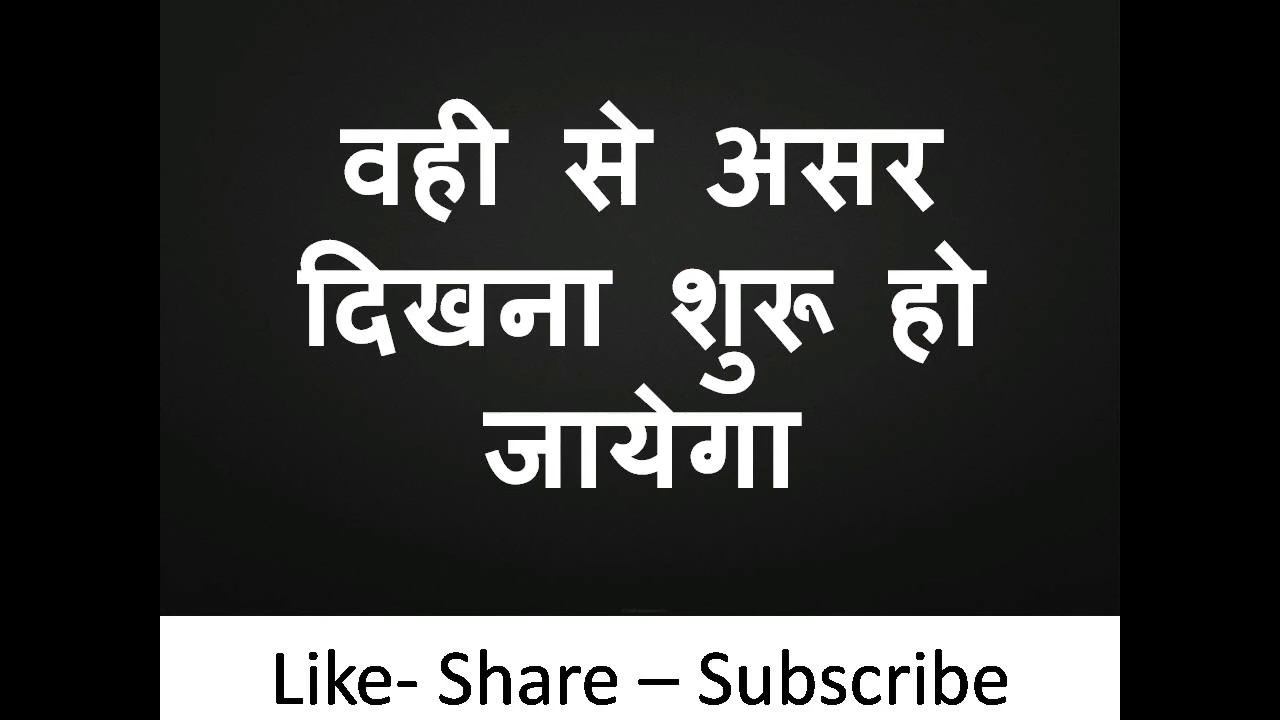 वही से असर
दिखना शुरू हो
जायेगा
Like- Share – Subscribe